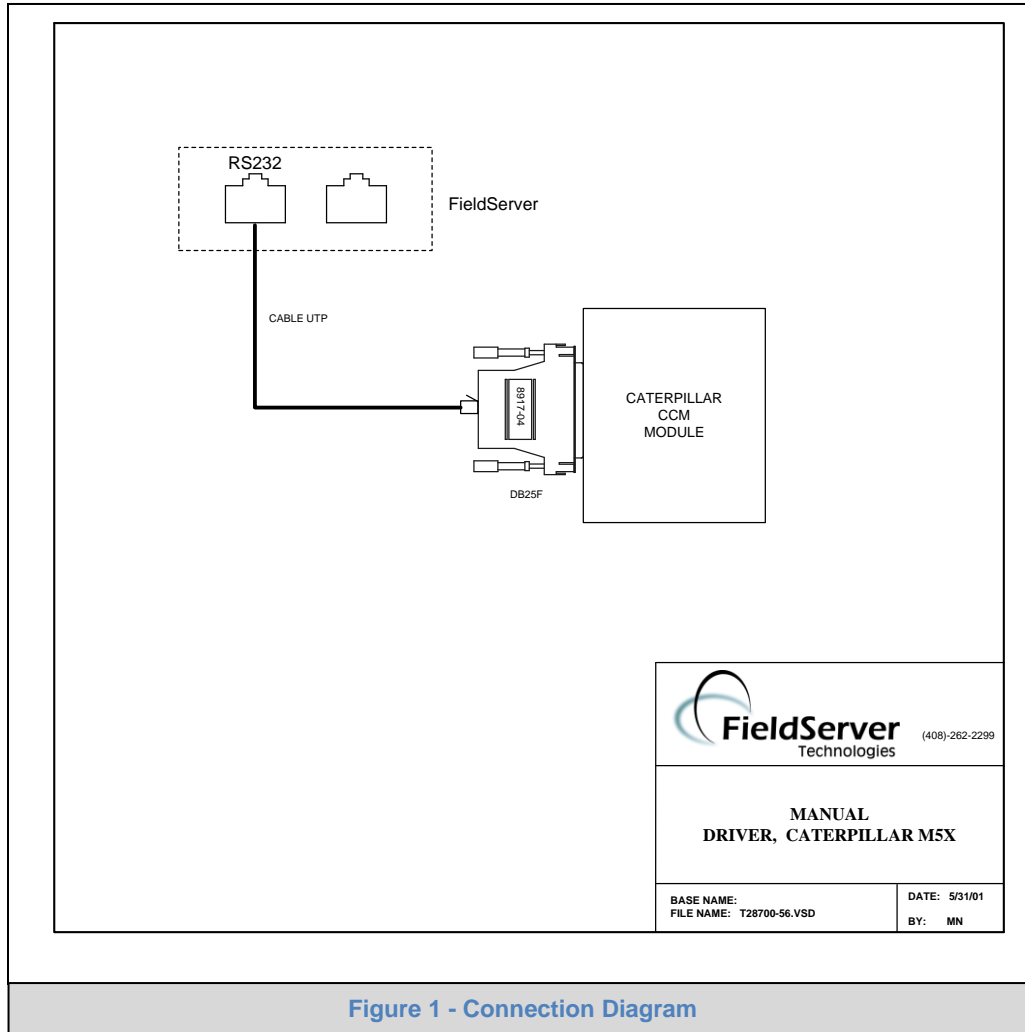 RS232
FieldServer
CABLE UTP
8917-04
DB25F
CATERPILLAR
CCM
MODULE
FieldServer
Technologies
(408)-262-2299
MANUAL
DRIVER, CATERPILLAR M5X
BASE NAME:
FILE NAME: T28700-56.VSD
DATE: 5/31/01
BY: MN
Figure 1 - Connection Diagram